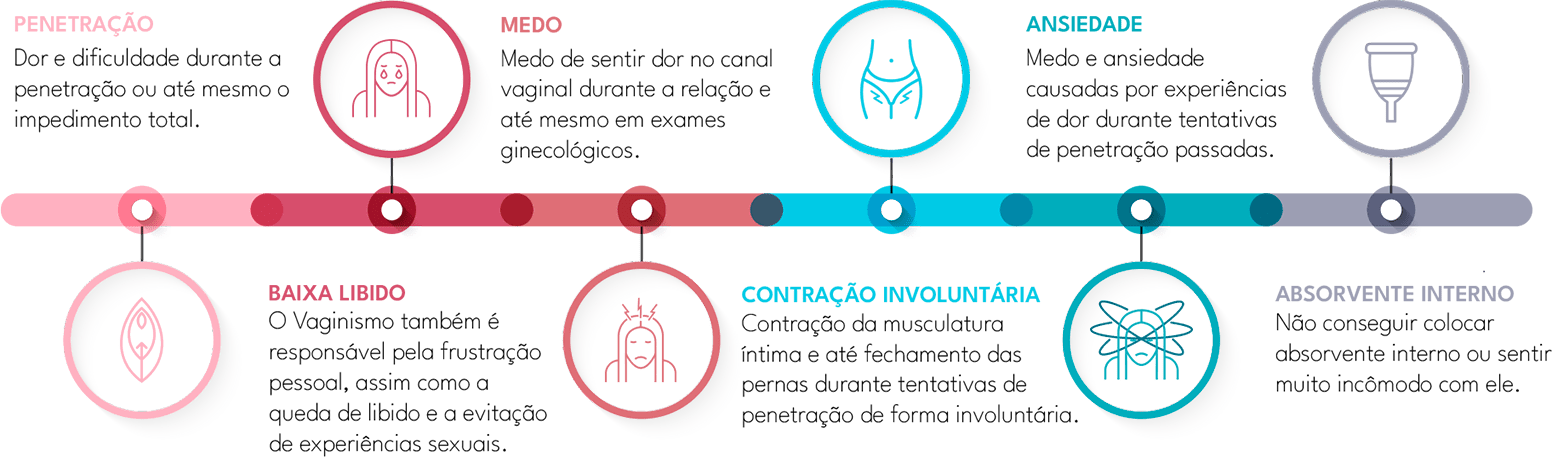 PENETRAÇÃO
Dor e dificuldade durante a
penetração ou até mesmo o
impedimento total.
BAIXA LIBIDO
O Vaginismo também é
responsável pela frustração
pessoal, assim como a
queda de libido e a evitação
de experiências sexuais.
MEDO
Medo de sentir dor no canal
vaginal durante a relação e
até mesmo em exames
ginecológicos.
CONTRAÇÃO INVOLUNTÁRIA
Contração da musculatura
íntima e até fechamento das
pernas durante tentativas de
penetração de forma involuntária.
ANSIEDADE
Medo e ansiedade
causadas por experiências
de dor durante tentativas
de penetração passadas.
ABSORVENTE INTERNO
Não conseguir colocar
absorvente interno ou sentir
muito incômodo com ele.